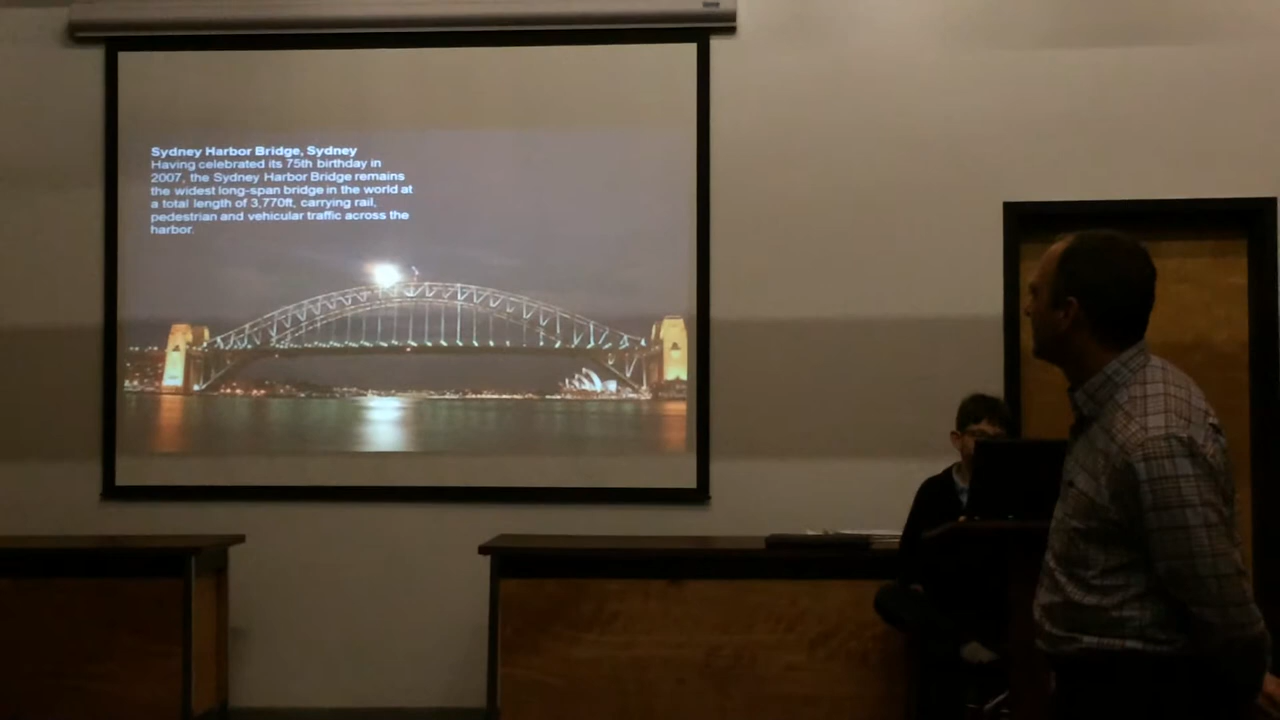 Sydney Harbor Bridge, Sydney
Having celebrated its 75th birthday in
2007, the Sydney Harbor Bridge remains
the widest long-span bridge in the world at
a total length of 3,770ft, carrying rail,
pedestrian and vehicular traffic across the
harbor.